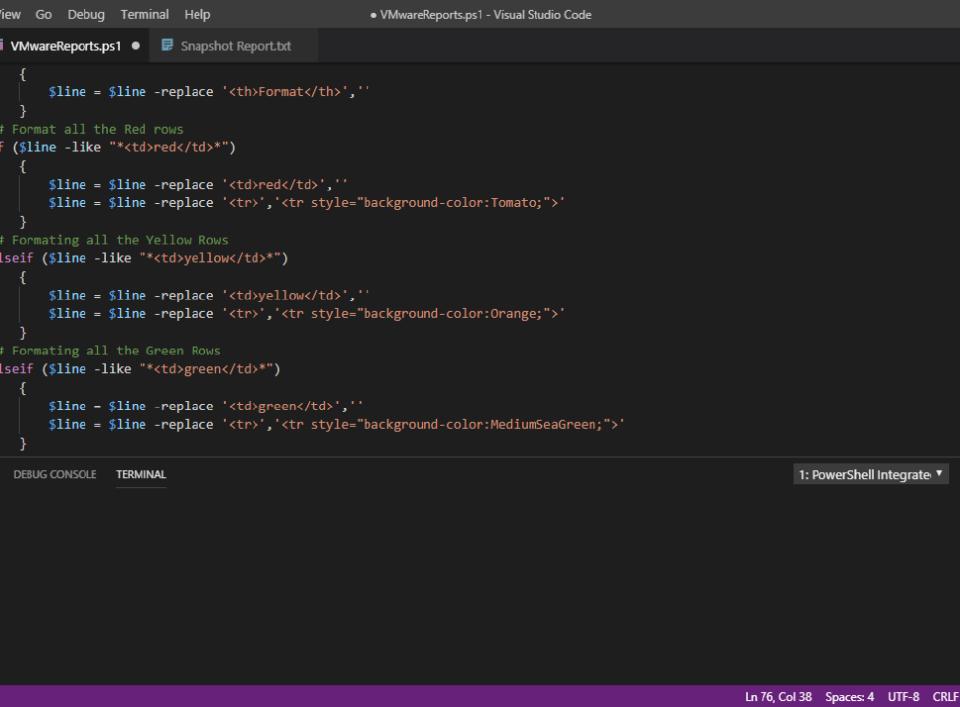 View Go Debug Terminal Help ● VMwareReports.ps1 - Visual Studio Code
VMwareReports.ps1 ● Snapshot Report.txt
{
$line = $line -replace '<th>Format</th>',''
}
# Format all the Red rows
f ($line -like "*<td>red</td>*")
{
$line = $line -replace '<td>red</td>',''
$line = $line -replace '<tr>','<tr style="background-color:Tomato;">'
}
# Formating all the Yellow Rows
lseif ($line -like "*<td>yellow</td>*")
{
$line = $line -replace '<td>yellow</td>',''
$line = $line -replace '<tr>','<tr style="background-color:Orange;">'
}
# Formating all the Green Rows
lseif ($line -like "*<td>green</td>*")
{
$line = $line -replace '<td>green</td>',''
$line = $line -replace '<tr>','<tr style="background-color:MediumSeaGreen;">'
}
DEBUG CONSOLE TERMINAL 1: PowerShell Integrate
Ln 76, Col 38 Spaces: 4 UTF-8 CRLF